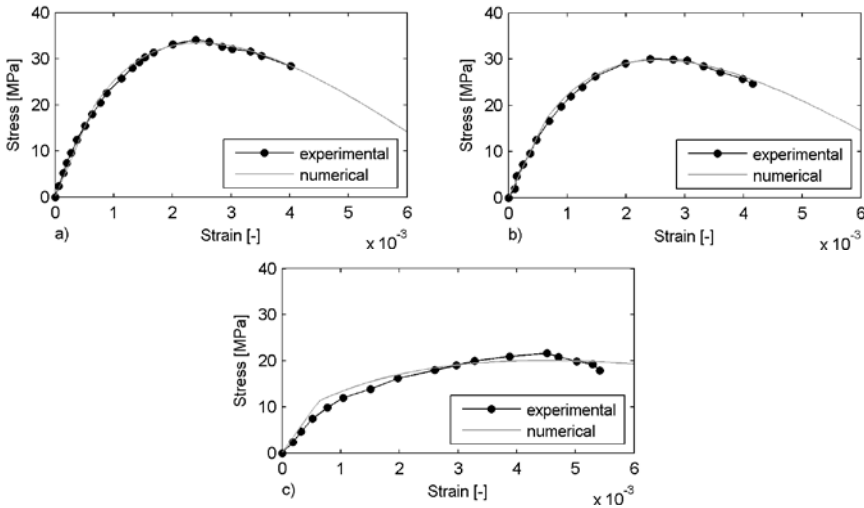 40
30
20
10
0
Stress [MPa]
experimental
numerical
0 1 2 3 4 5 6
a)
Strain [-]
x 10⁻³
40
30
20
10
0
Stress [MPa]
experimental
numerical
0 1 2 3 4 5 6
b)
Strain [-]
x 10⁻³
40
30
20
10
0
Stress [MPa]
experimental
numerical
0 1 2 3 4 5 6
c)
Strain [-]
x 10⁻³